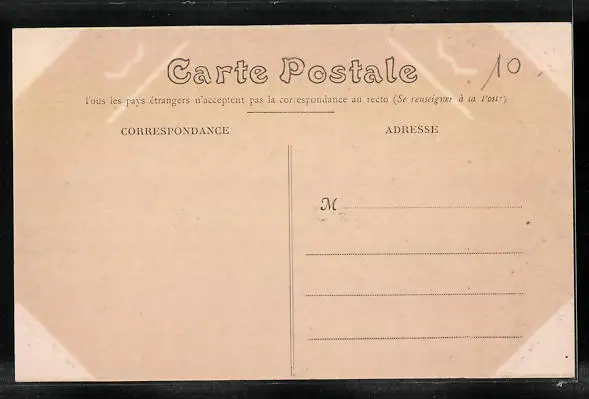 Carte Postale
10
Tous les pays étrangers n'acceptent pas la correspondance au recto (Se renseigner à la Poste)
CORRESPONDANCE
ADRESSE
M